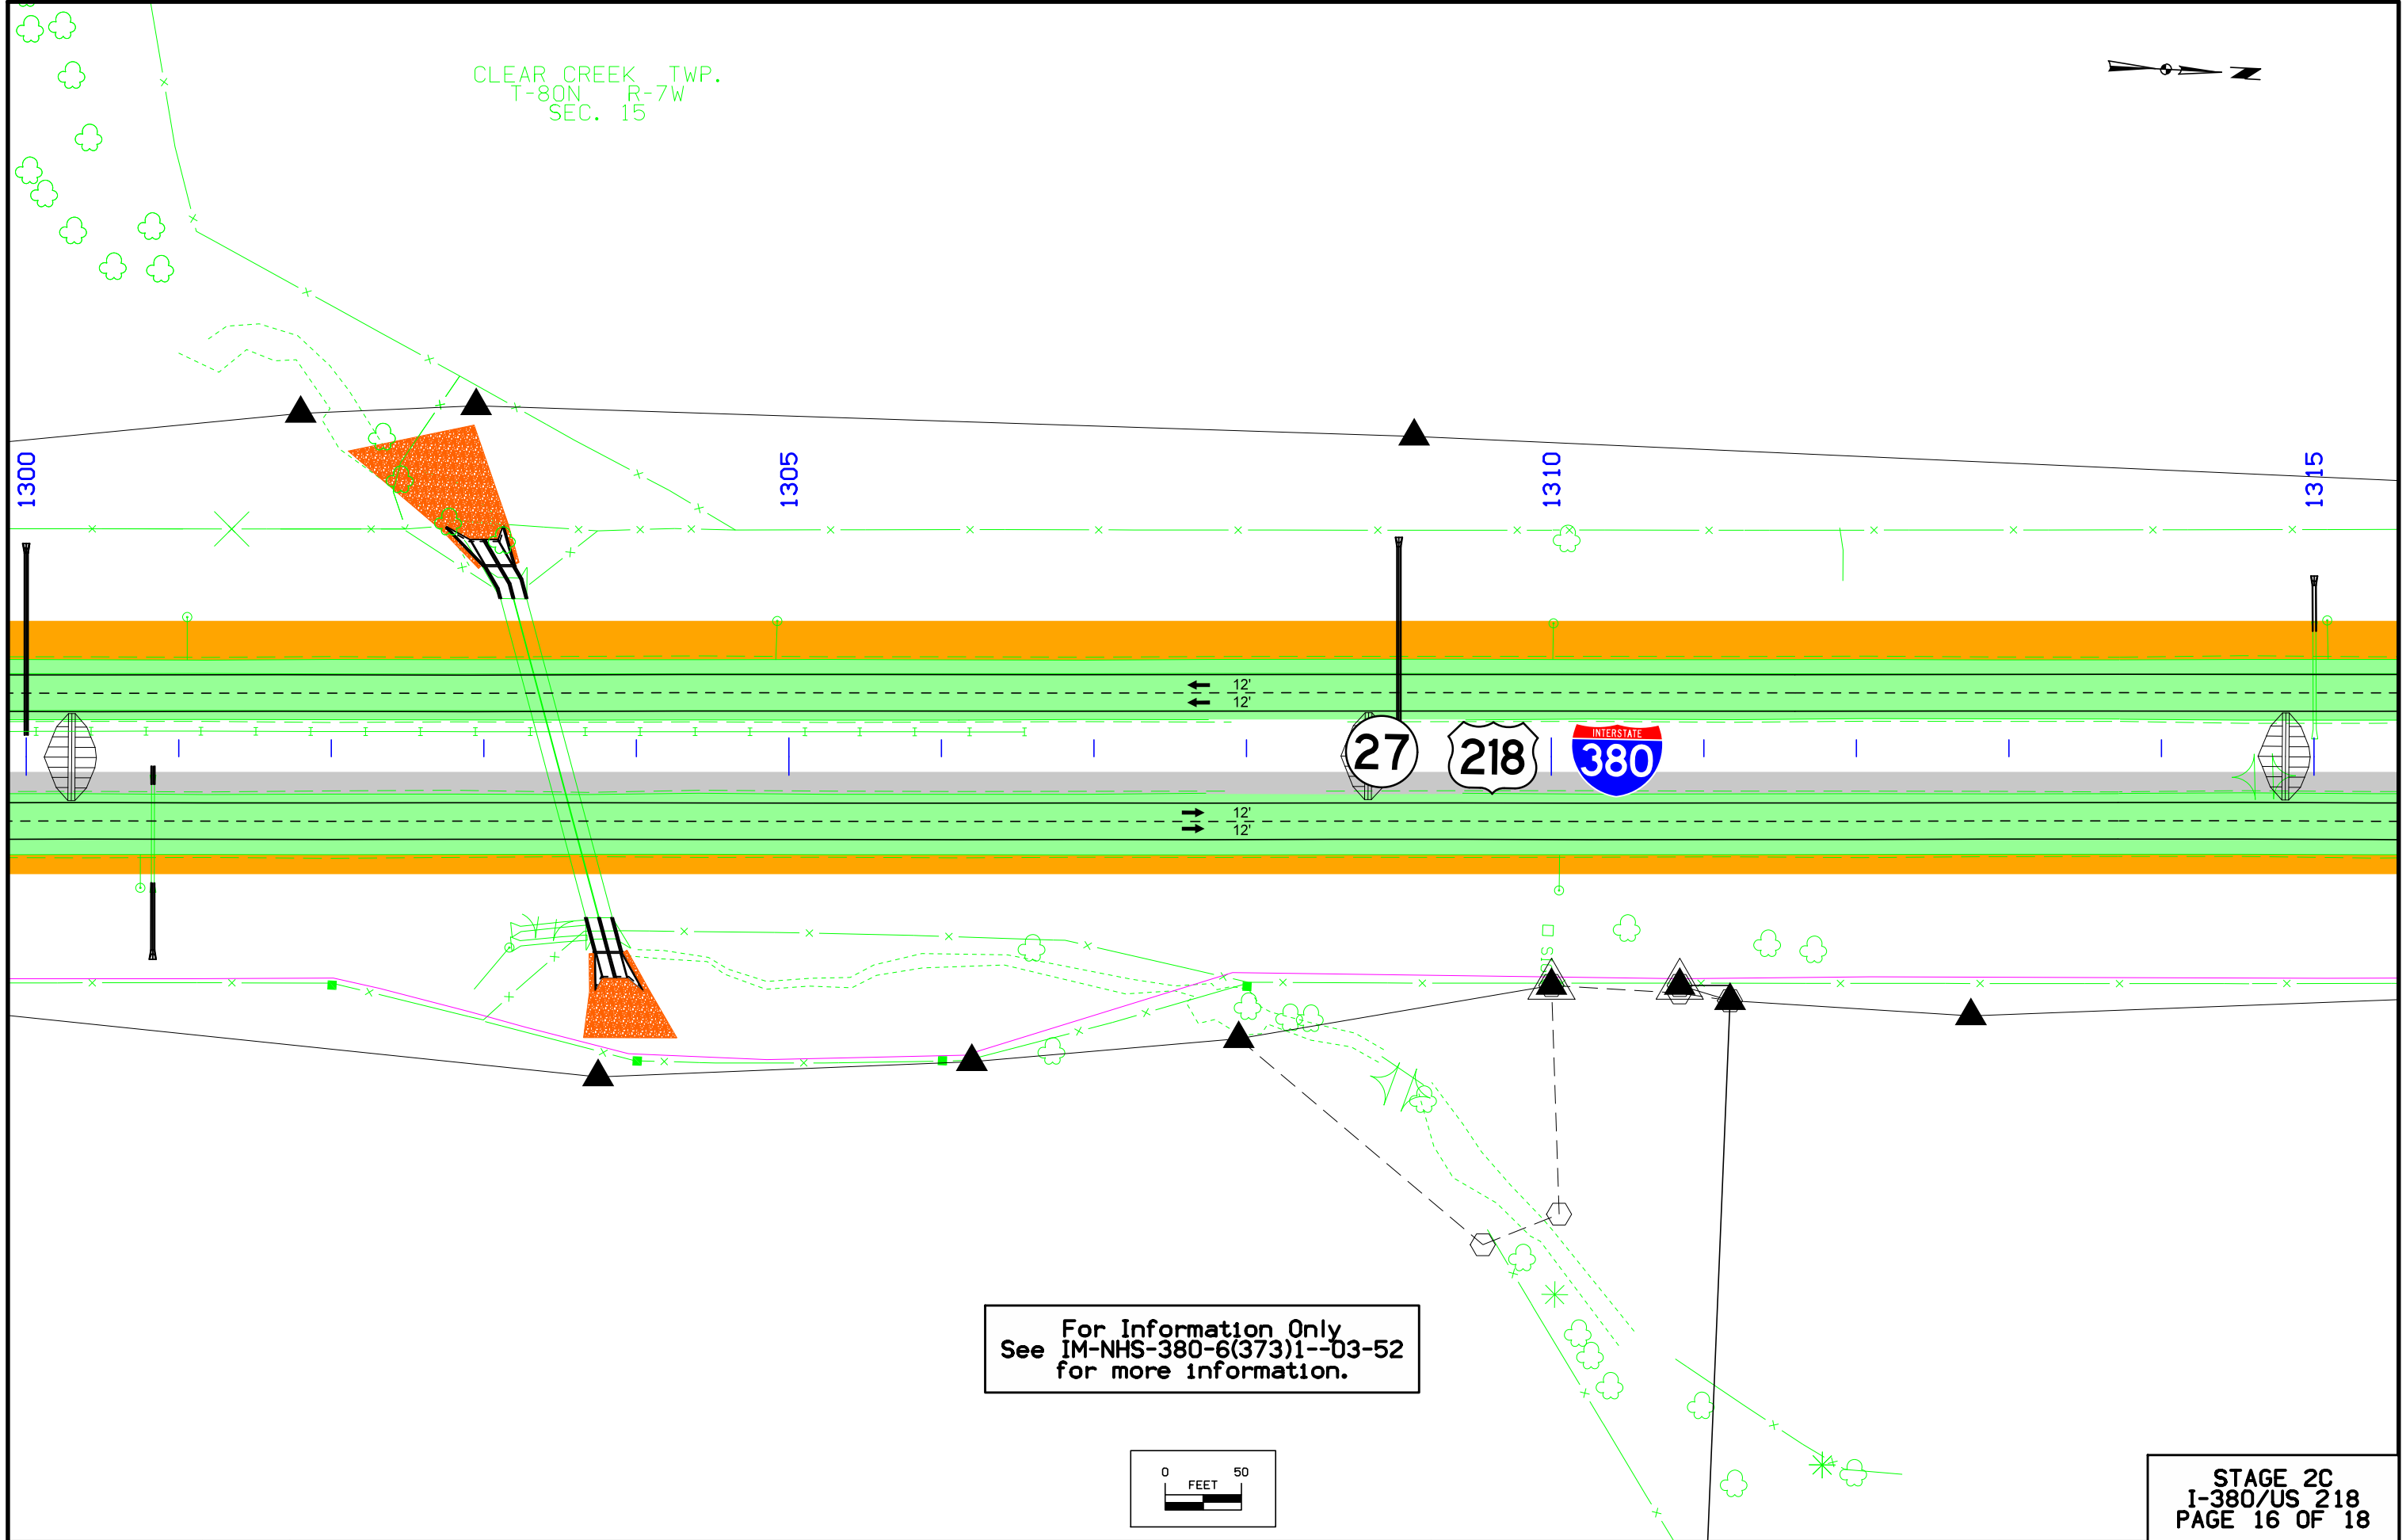 CLEAR CREEK TWP.
T-80N R-7W
SEC. 15
N
1300
1305
1310
1315
12'
12'
27
218
INTERSTATE
380
12'
12'
For Information Only
See IM-NHS-380-6(373)1--03-52
for more information.
0 50
FEET
STAGE 2C
I-380/US 218
PAGE 16 OF 18